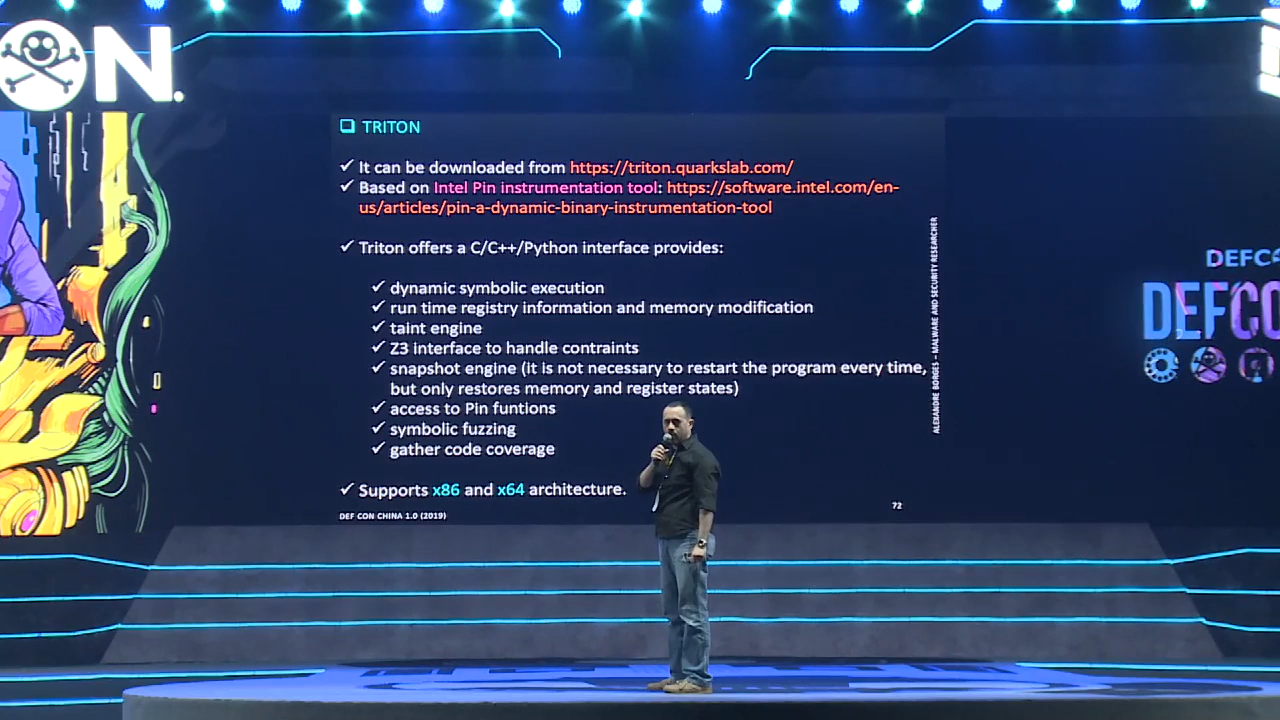 N.
TRITON
✓ It can be downloaded from https://triton.quarkslab.com/
✓ Based on Intel Pin instrumentation tool: https://software.intel.com/en-
us/articles/pin-a-dynamic-binary-instrumentation-tool
✓ Triton offers a C/C++/Python interface provides:
✓ dynamic symbolic execution
✓ run time registry information and memory modification
✓ taint engine
✓ Z3 interface to handle contraints
✓ snapshot engine (it is not necessary to restart the program every time,
but only restores memory and register states)
✓ access to Pin funtions
✓ symbolic fuzzing
✓ gather code coverage
✓ Supports x86 and x64 architecture.
DEF CON CHINA 1.0 (2019)
72
ALEXANDRE BORGES – MALWARE AND SECURITY RESEARCHER
DEFC
DEFCO